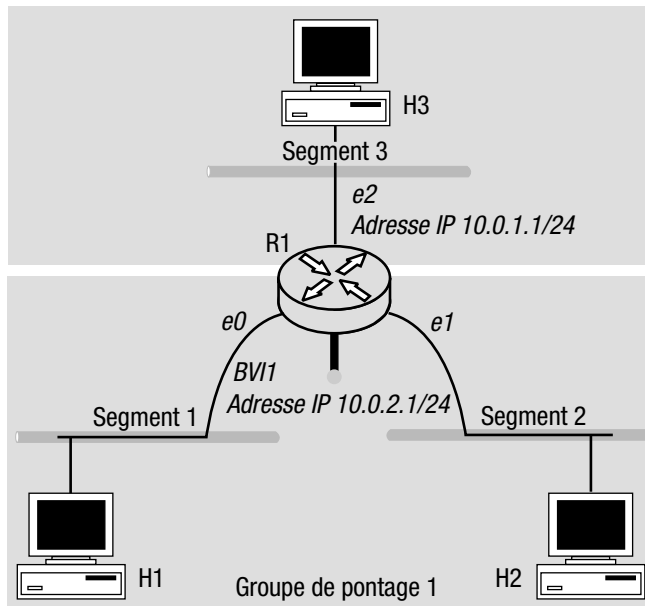 H3
Segment 3
e2
Adresse IP 10.0.1.1/24
R1
e0
e1
BVI1
Adresse IP 10.0.2.1/24
Segment 1
Segment 2
H1
Groupe de pontage 1
H2